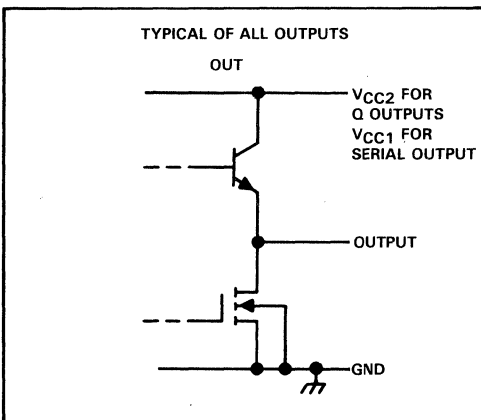 TYPICAL OF ALL OUTPUTS
OUT
VCC2 FOR
Q OUTPUTS
VCC1 FOR
SERIAL OUTPUT
OUTPUT
GND